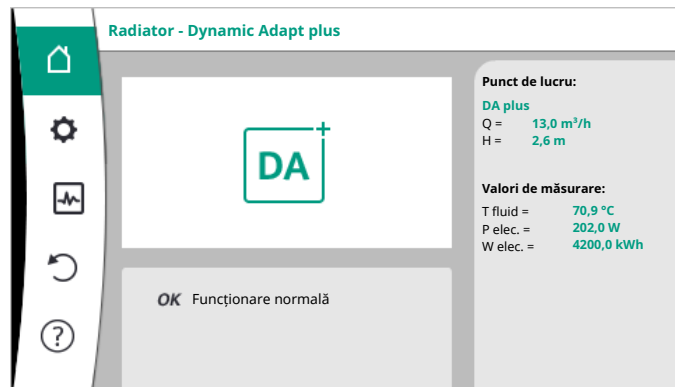 Radiator - Dynamic Adapt plus
DA+
OK Funcționare normală
Punct de lucru:
DA plus
Q = 13,0 m³/h
H = 2,6 m
Valori de măsurare:
T fluid = 70,9 °C
P elec. = 202,0 W
W elec. = 4200,0 kWh
?